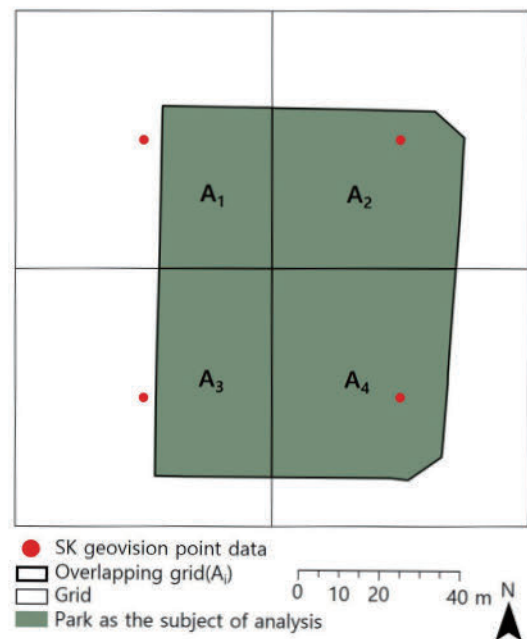 A₁
A₂
A₃
A₄
SK geovision point data
Overlapping grid(Aᵢ)
Grid
Park as the subject of analysis
0 10 20 40 m
N